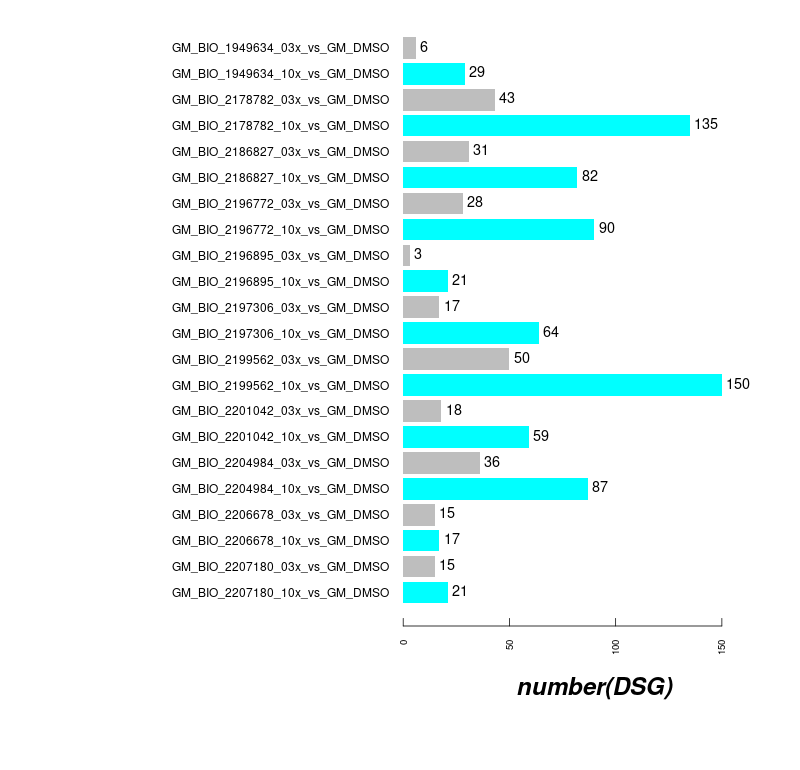 GM_BIO_1949634_03x_vs_GM_DMSO 6
GM_BIO_1949634_10x_vs_GM_DMSO 29
GM_BIO_2178782_03x_vs_GM_DMSO 43
GM_BIO_2178782_10x_vs_GM_DMSO 135
GM_BIO_2186827_03x_vs_GM_DMSO 31
GM_BIO_2186827_10x_vs_GM_DMSO 82
GM_BIO_2196772_03x_vs_GM_DMSO 28
GM_BIO_2196772_10x_vs_GM_DMSO 90
GM_BIO_2196895_03x_vs_GM_DMSO 3
GM_BIO_2196895_10x_vs_GM_DMSO 21
GM_BIO_2197306_03x_vs_GM_DMSO 17
GM_BIO_2197306_10x_vs_GM_DMSO 64
GM_BIO_2199562_03x_vs_GM_DMSO 50
GM_BIO_2199562_10x_vs_GM_DMSO 150
GM_BIO_2201042_03x_vs_GM_DMSO 18
GM_BIO_2201042_10x_vs_GM_DMSO 59
GM_BIO_2204984_03x_vs_GM_DMSO 36
GM_BIO_2204984_10x_vs_GM_DMSO 87
GM_BIO_2206678_03x_vs_GM_DMSO 15
GM_BIO_2206678_10x_vs_GM_DMSO 17
GM_BIO_2207180_03x_vs_GM_DMSO 15
GM_BIO_2207180_10x_vs_GM_DMSO 21
0 50 100 150
number(DSG)